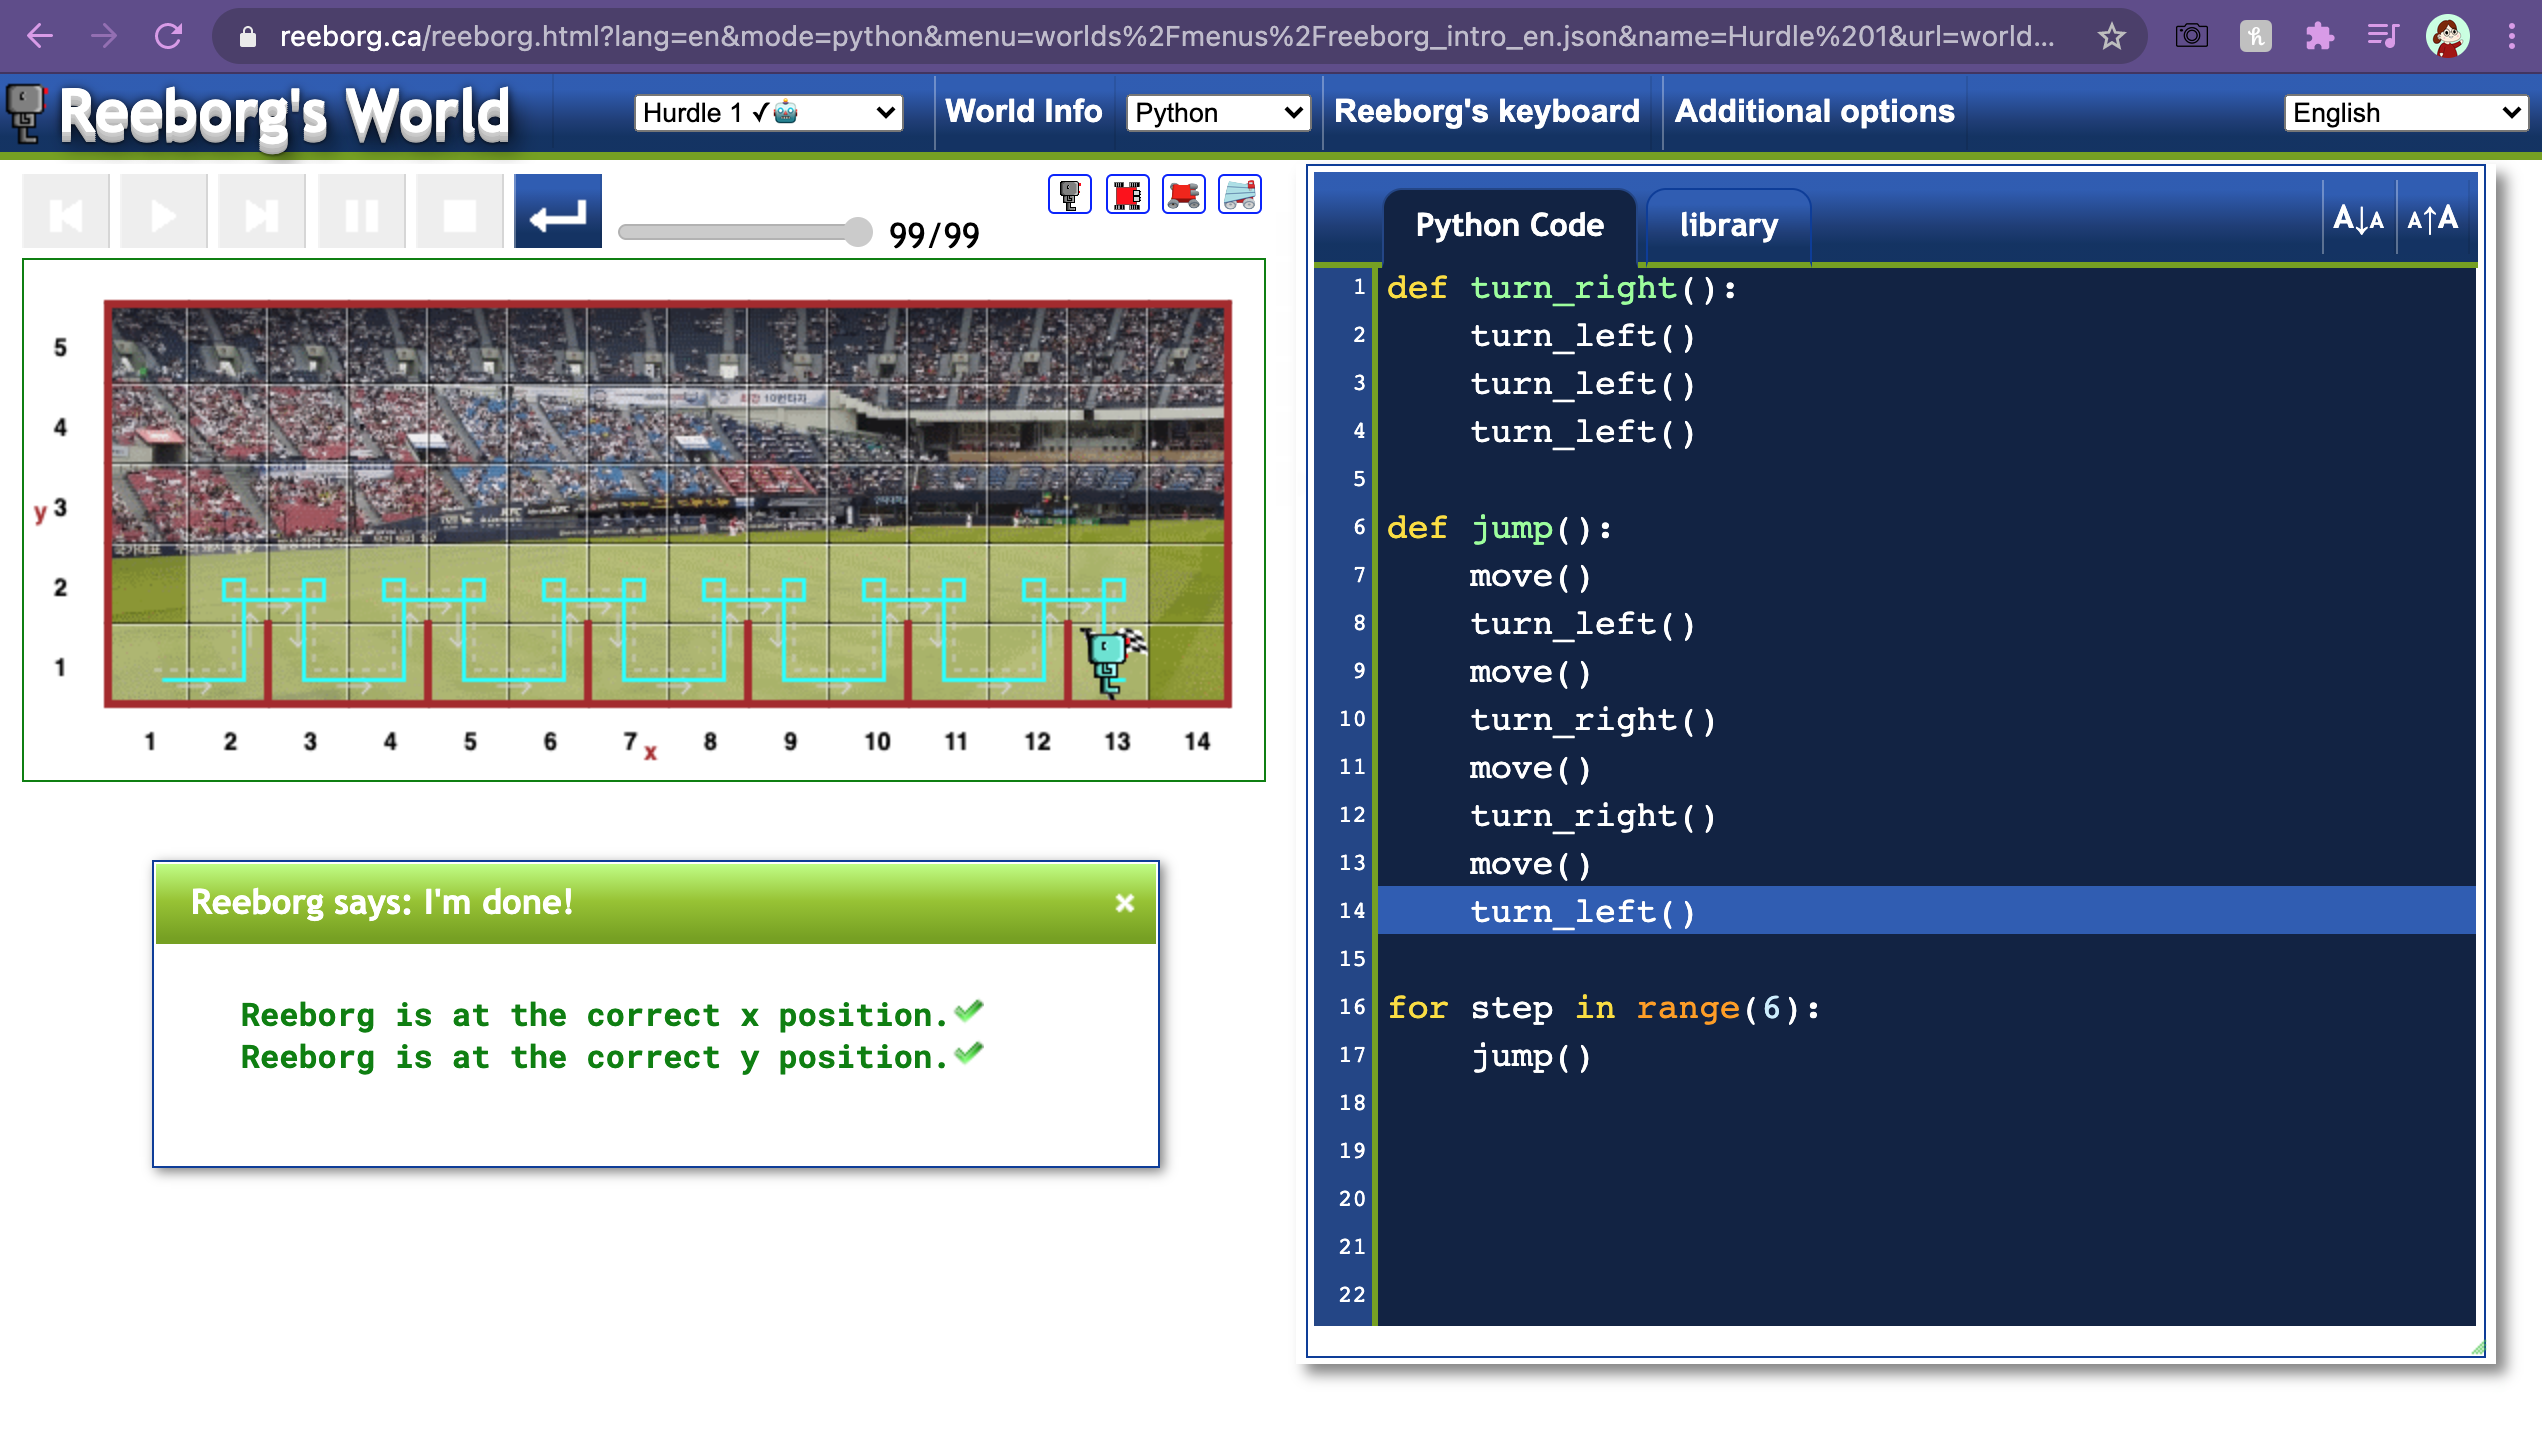 reeborg.ca/reeborg.html?lang=en&mode=python&menu=worlds%2Fmenus%2Freeborg_intro_en.json&name=Hurdle%201&url=world...
Reeborg's World
Hurdle 1 ✓🤖
World Info
Python
Reeborg's keyboard
Additional options
English
99/99
5
4
y 3
2
1
1 2 3 4 5 6 7 8 9 10 11 12 13 14
x
Reeborg says: I'm done!
×
Reeborg is at the correct x position.
Reeborg is at the correct y position.
Python Code
library
A↓A
A↑A
1 def turn_right():
2 turn_left()
3 turn_left()
4 turn_left()
5
6 def jump():
7 move()
8 turn_left()
9 move()
10 turn_right()
11 move()
12 turn_right()
13 move()
14 turn_left()
15
16 for step in range(6):
17 jump()
18
19
20
21
22